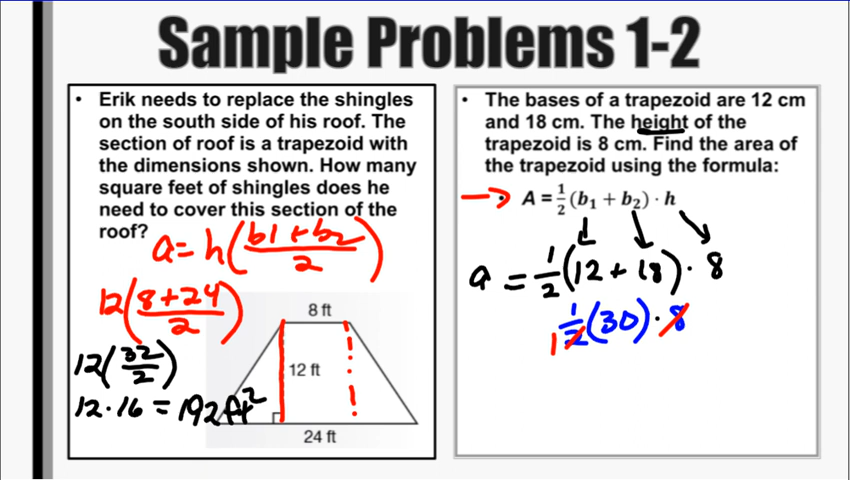 Sample Problems 1-2
• Erik needs to replace the shingles
on the south side of his roof. The
section of roof is a trapezoid with
the dimensions shown. How many
square feet of shingles does he
need to cover this section of the
roof?
a = h(b1+b2/2)
12(8+24/2)
12(32/2)
12·16 = 192ft²
8 ft
12 ft
24 ft
• The bases of a trapezoid are 12 cm
and 18 cm. The height of the
trapezoid is 8 cm. Find the area of
the trapezoid using the formula:
• A = 1/2(b₁ + b₂) · h
a = 1/2(12 + 18) · 8
1/2(30) · 8
1